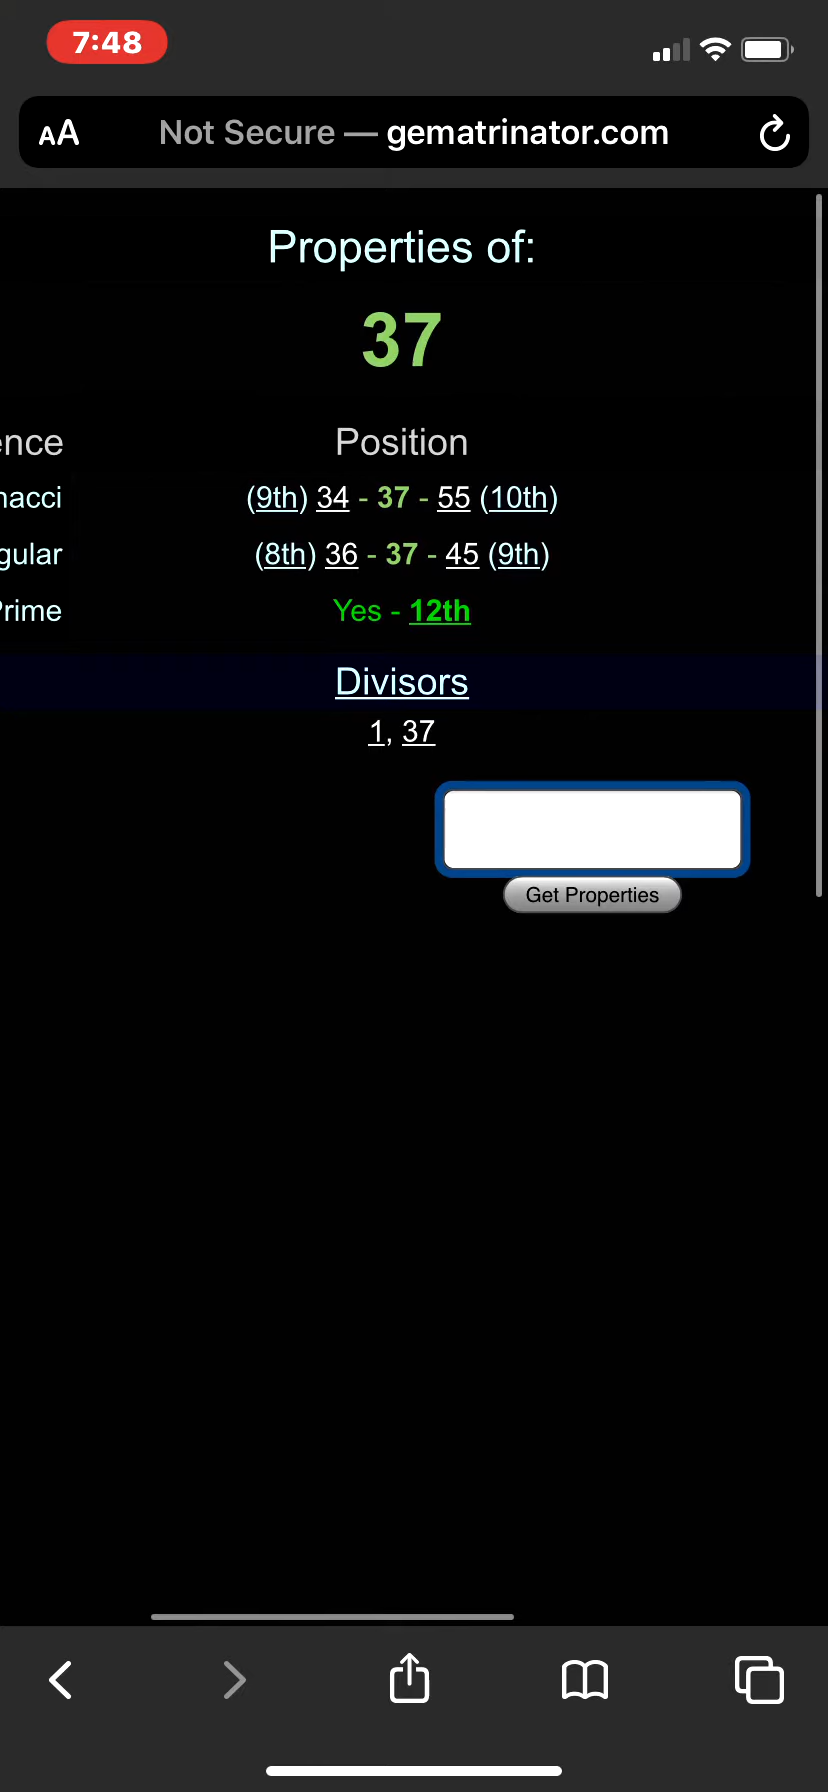 7:48
AA Not Secure — gematrinator.com
Properties of:
37
ence Position
nacci (9th) 34 - 37 - 55 (10th)
gular (8th) 36 - 37 - 45 (9th)
Prime Yes - 12th
Divisors
1, 37
Get Properties